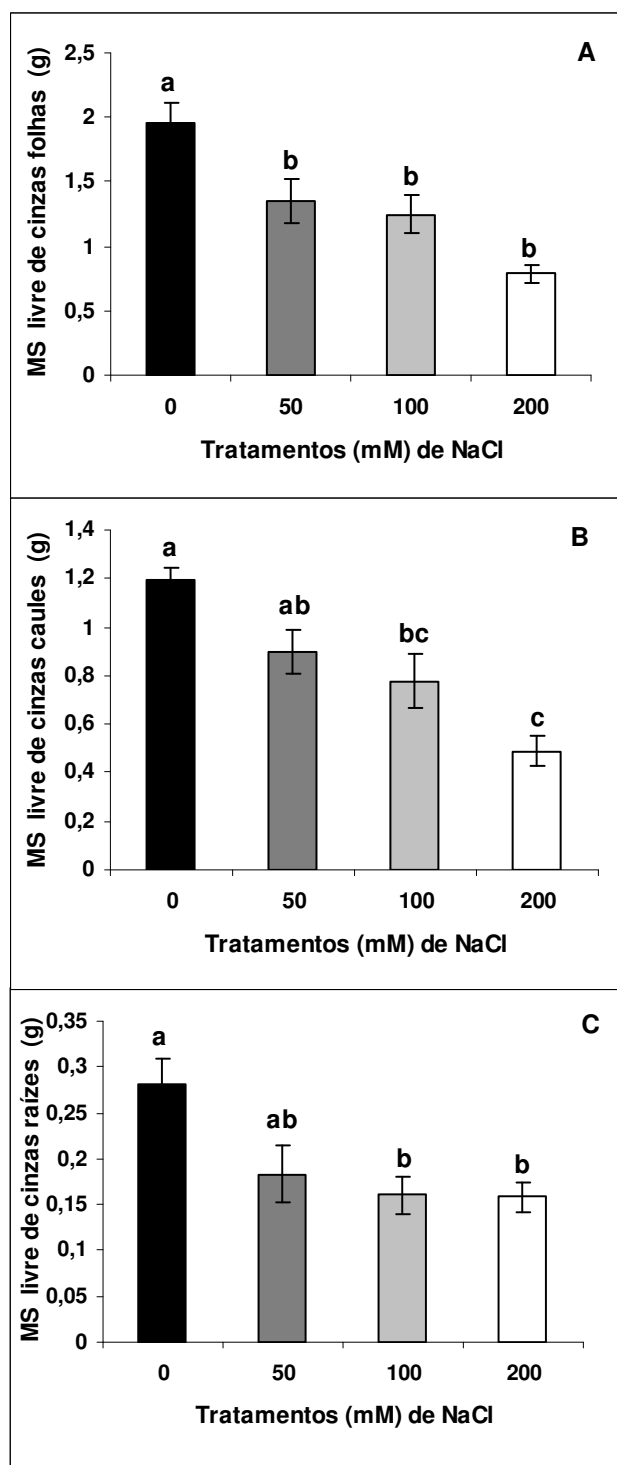 A
MS livre de cinzas folhas (g)
2,5
2
1,5
1
0,5
0
a
b
b
b
0 50 100 200
Tratamentos (mM) de NaCl
B
MS livre de cinzas caules (g)
1,4
1,2
1
0,8
0,6
0,4
0,2
0
a
ab
bc
c
0 50 100 200
Tratamentos (mM) de NaCl
C
MS livre de cinzas raízes (g)
0,35
0,3
0,25
0,2
0,15
0,1
0,05
0
a
ab
b
b
0 50 100 200
Tratamentos (mM) de NaCl